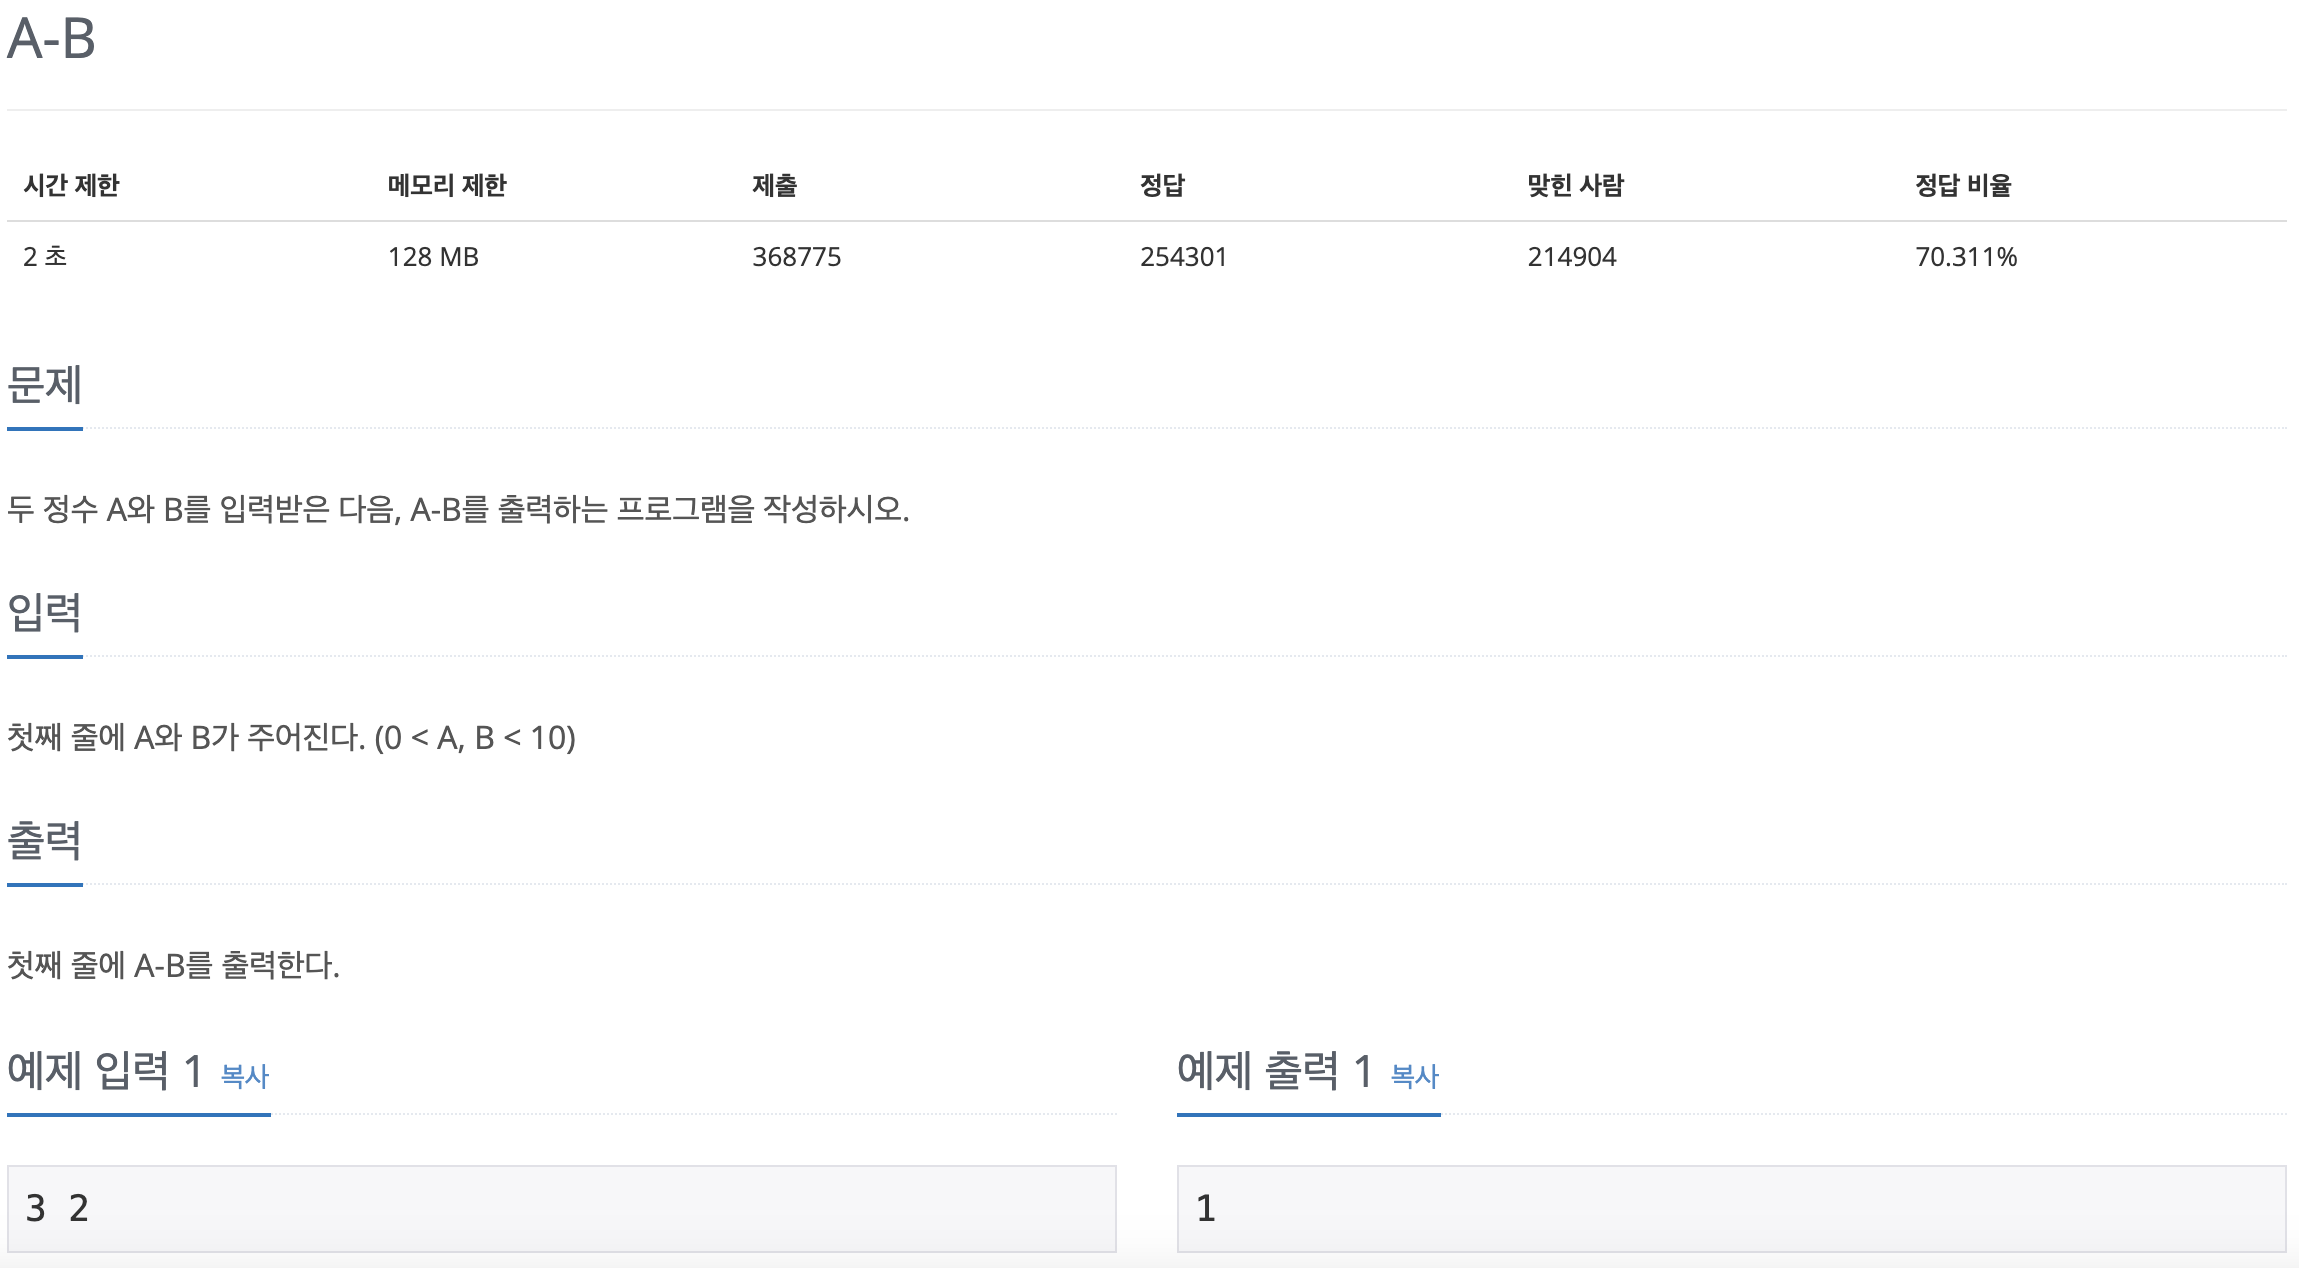 A-B
시간 제한 메모리 제한 제출 정답 맞힌 사람 정답 비율
2 초 128 MB 368775 254301 214904 70.311%
문제
두 정수 A와 B를 입력받은 다음, A-B를 출력하는 프로그램을 작성하시오.
입력
첫째 줄에 A와 B가 주어진다. (0 < A, B < 10)
출력
첫째 줄에 A-B를 출력한다.
예제 입력 1 복사
3 2
예제 출력 1 복사
1